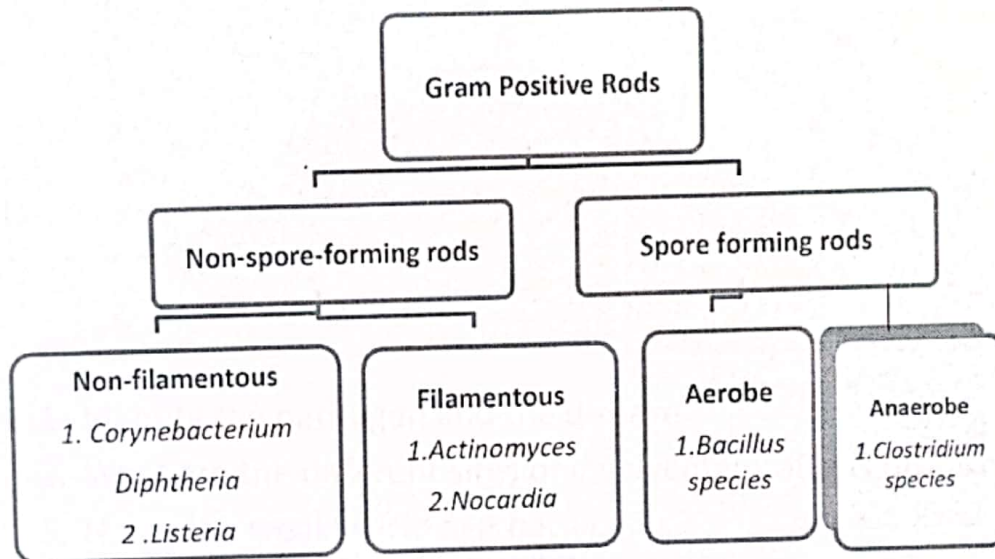 Gram Positive Rods
Non-spore-forming rods
Spore forming rods
Non-filamentous
1. Corynebacterium
Diphtheria
2 .Listeria
Filamentous
1.Actinomyces
2.Nocardia
Aerobe
1.Bacillus
species
Anaerobe
1.Clostridium
species